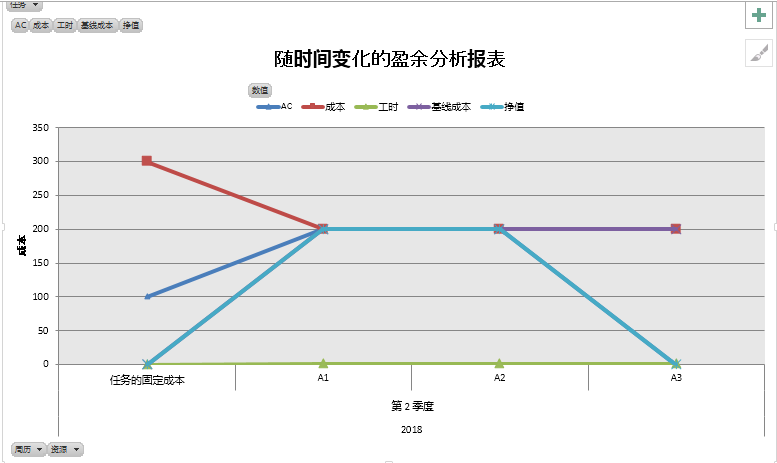 任务
AC 成本 工时 基线成本 挣值
随时间变化的盈余分析报表
数值
AC 成本 工时 基线成本 挣值
350
300
250
200
150
100
50
0
成本
任务的固定成本 A1 A2 A3
第 2 季度
2018
周历 资源